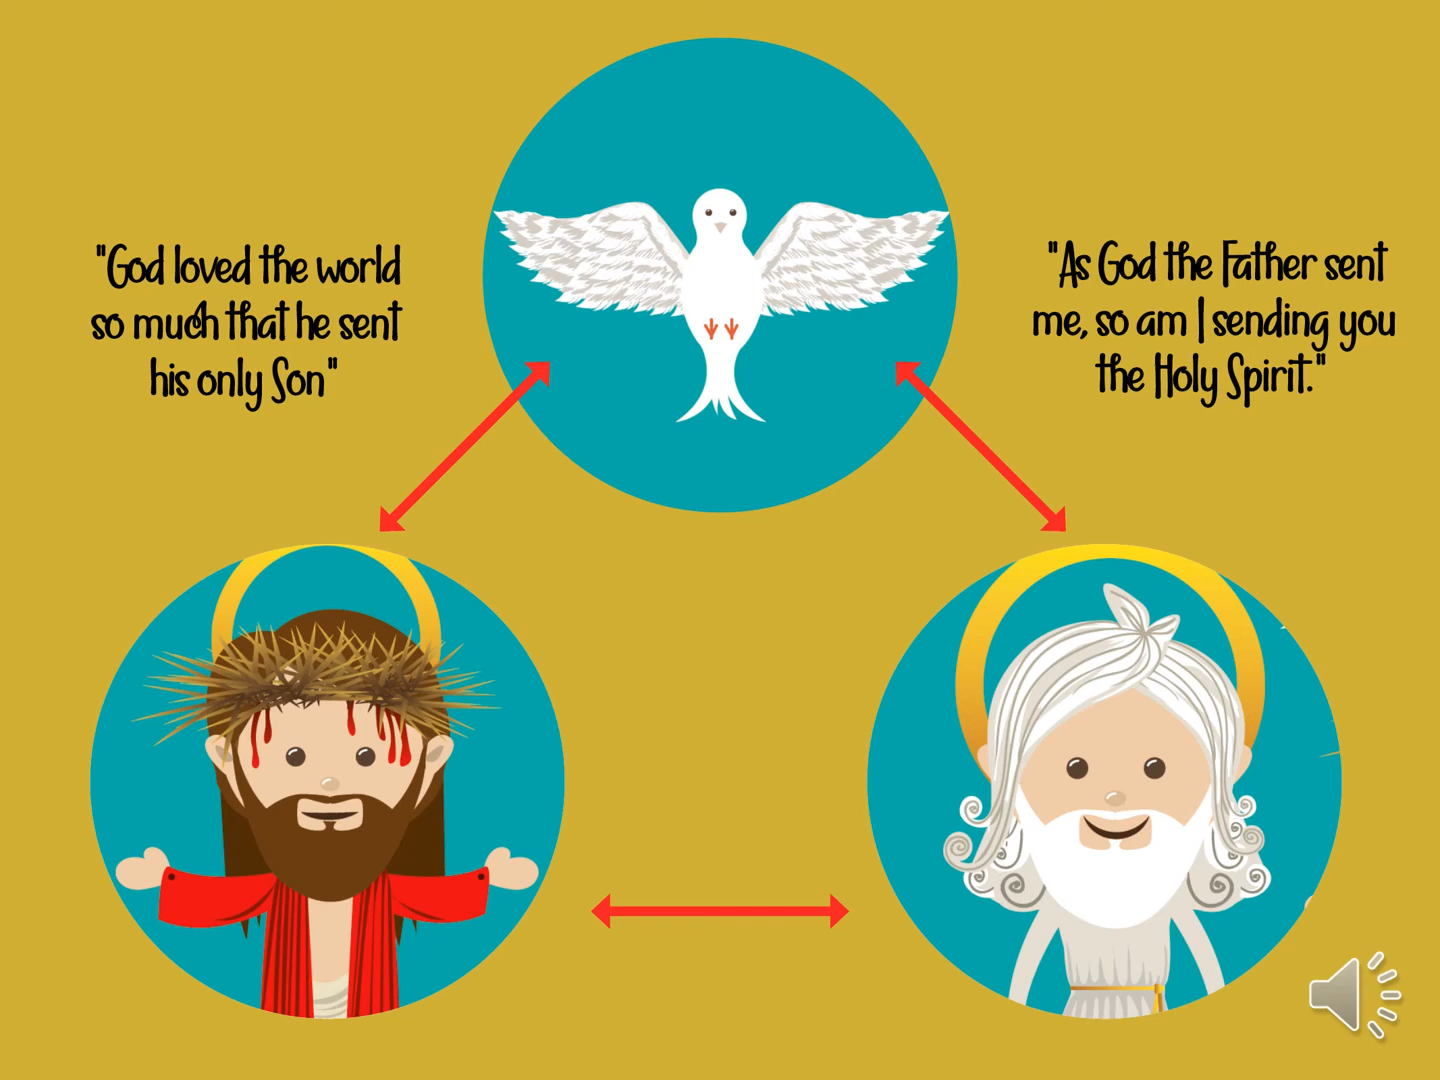 "God loved the world
so much that he sent
his only Son"
"As God the Father sent
me, so am I sending you
the Holy Spirit."